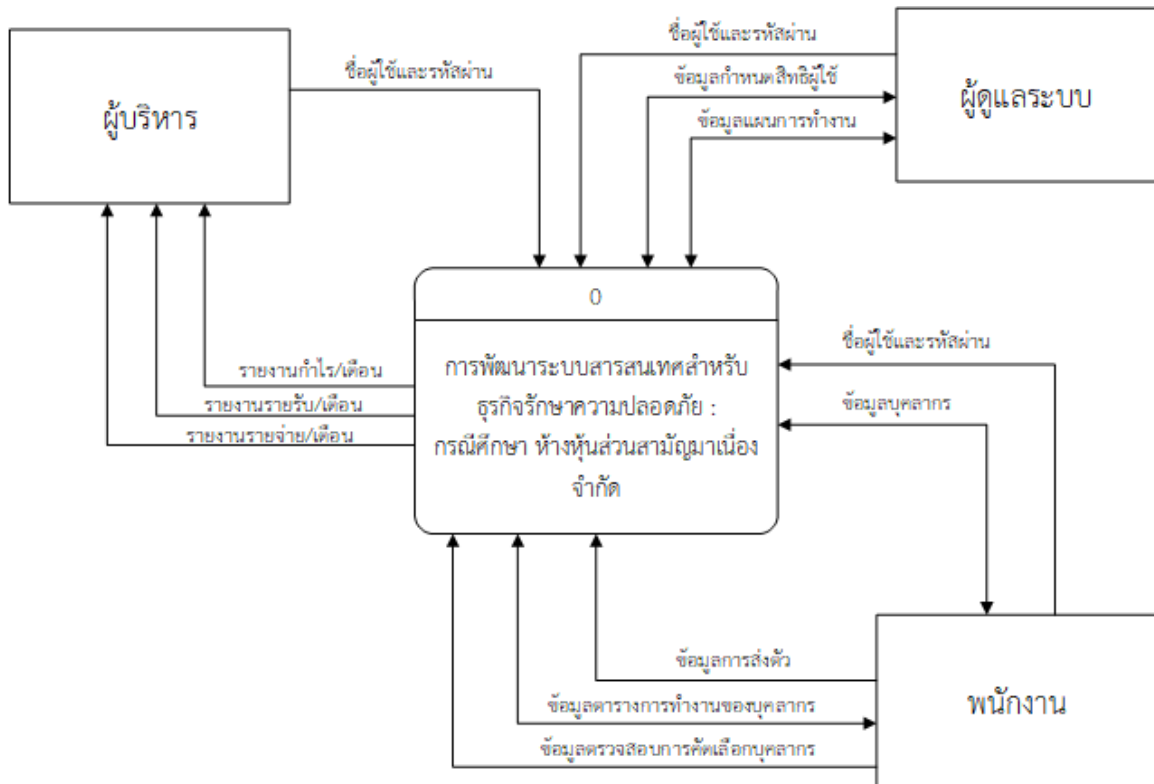 ชื่อผู้ใช้และรหัสผ่าน
ผู้บริหาร
ชื่อผู้ใช้และรหัสผ่าน
ข้อมูลกำหนดสิทธิผู้ใช้
ข้อมูลแผนการทำงาน
ผู้ดูแลระบบ
0
การพัฒนาระบบสารสนเทศสำหรับ
ธุรกิจรักษาความปลอดภัย :
กรณีศึกษา ห้างหุ้นส่วนสามัญมาเนื่อง
จำกัด
รายงานกำไร/เดือน
รายงานรายรับ/เดือน
รายงานรายจ่าย/เดือน
ชื่อผู้ใช้และรหัสผ่าน
ข้อมูลบุคลากร
ข้อมูลการส่งตัว
ข้อมูลตารางการทำงานของบุคลากร
ข้อมูลตรวจสอบการคัดเลือกบุคลากร
พนักงาน